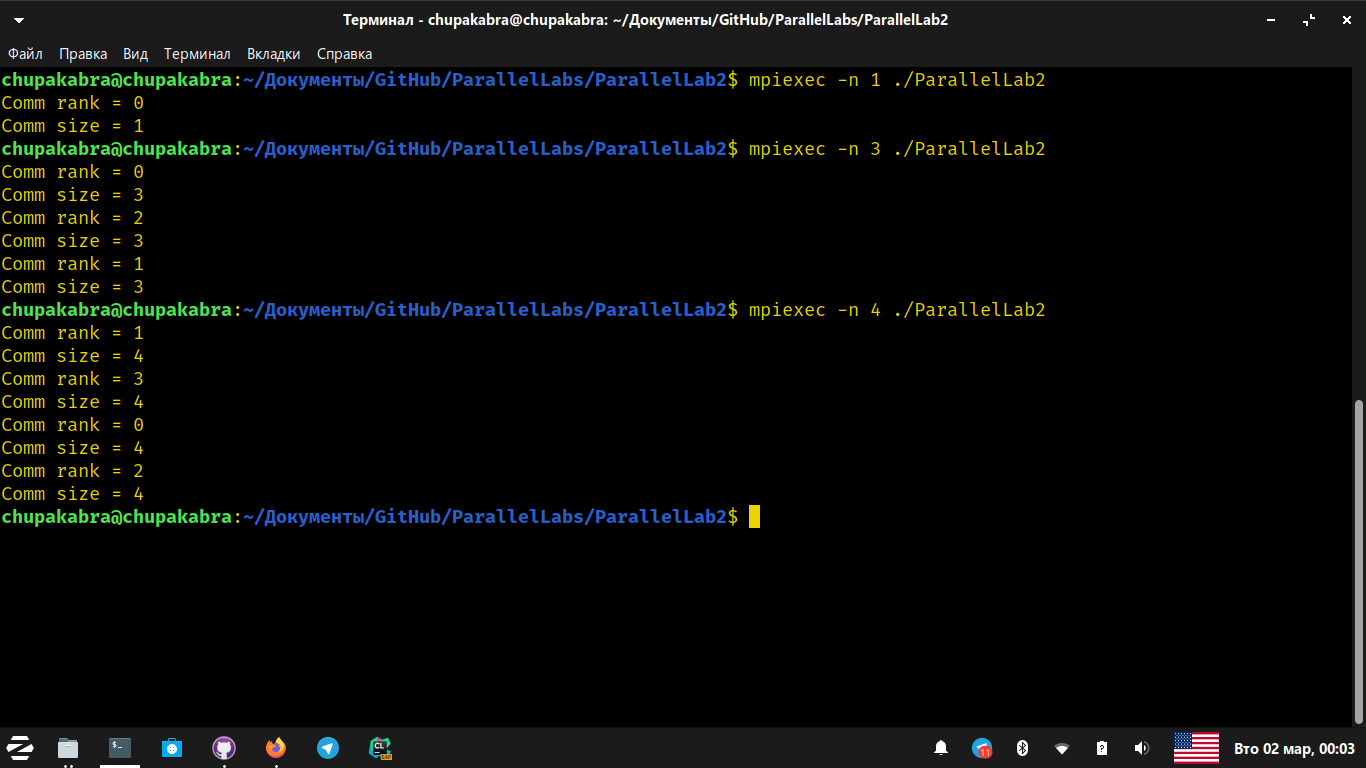 Терминал - chupakabra@chupakabra: ~/Документы/GitHub/ParallelLabs/ParallelLab2
Файл Правка Вид Терминал Вкладки Справка
chupakabra@chupakabra:~/Документы/GitHub/ParallelLabs/ParallelLab2$ mpiexec -n 1 ./ParallelLab2
Comm rank = 0
Comm size = 1
chupakabra@chupakabra:~/Документы/GitHub/ParallelLabs/ParallelLab2$ mpiexec -n 3 ./ParallelLab2
Comm rank = 0
Comm size = 3
Comm rank = 2
Comm size = 3
Comm rank = 1
Comm size = 3
chupakabra@chupakabra:~/Документы/GitHub/ParallelLabs/ParallelLab2$ mpiexec -n 4 ./ParallelLab2
Comm rank = 1
Comm size = 4
Comm rank = 3
Comm size = 4
Comm rank = 0
Comm size = 4
Comm rank = 2
Comm size = 4
chupakabra@chupakabra:~/Документы/GitHub/ParallelLabs/ParallelLab2$
$-
CL
EAP
11
?
Вто 02 мар, 00:03